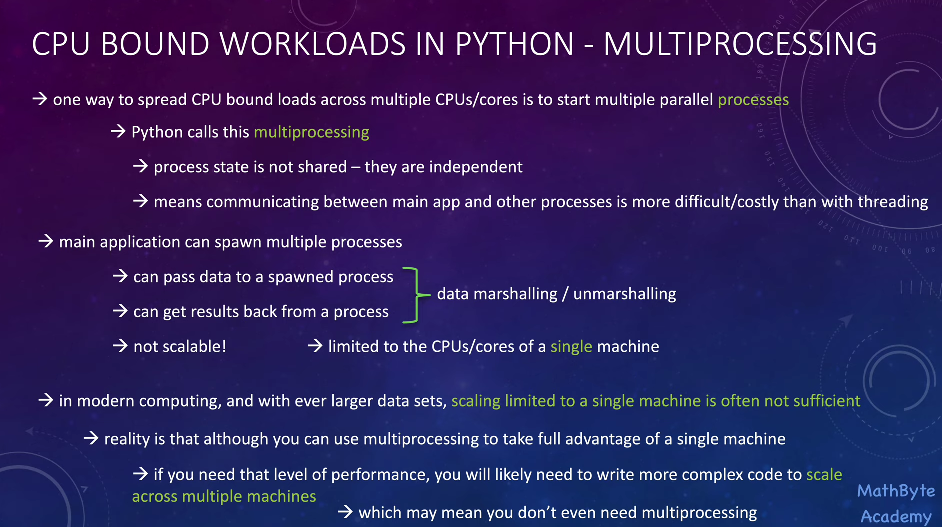 CPU BOUND WORKLOADS IN PYTHON - MULTIPROCESSING
→ one way to spread CPU bound loads across multiple CPUs/cores is to start multiple parallel processes
→ Python calls this multiprocessing
→ process state is not shared – they are independent
→ means communicating between main app and other processes is more difficult/costly than with threading
→ main application can spawn multiple processes
→ can pass data to a spawned process
data marshalling / unmarshalling
→ can get results back from a process
→ not scalable! → limited to the CPUs/cores of a single machine
→ in modern computing, and with ever larger data sets, scaling limited to a single machine is often not sufficient
→ reality is that although you can use multiprocessing to take full advantage of a single machine
→ if you need that level of performance, you will likely need to write more complex code to scale
across multiple machines
→ which may mean you don’t even need multiprocessing
MathByte
Academy